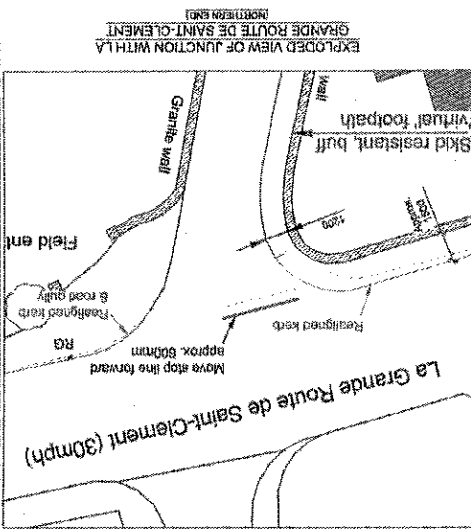 EXPLODED VIEW OF JUNCTION WITH LA
GRANDE ROUTE DE SAINT-CLEMENT
(NORTHERN END)
La Grande Route de Saint-Clement (30mph)
Move stop line forward
approx. 600mm
RG
Realigned kerb
& road gully
Field ent
Realigned kerb
1200
Skid resistant, buff
'virtual' footpath
wall
Granite wall